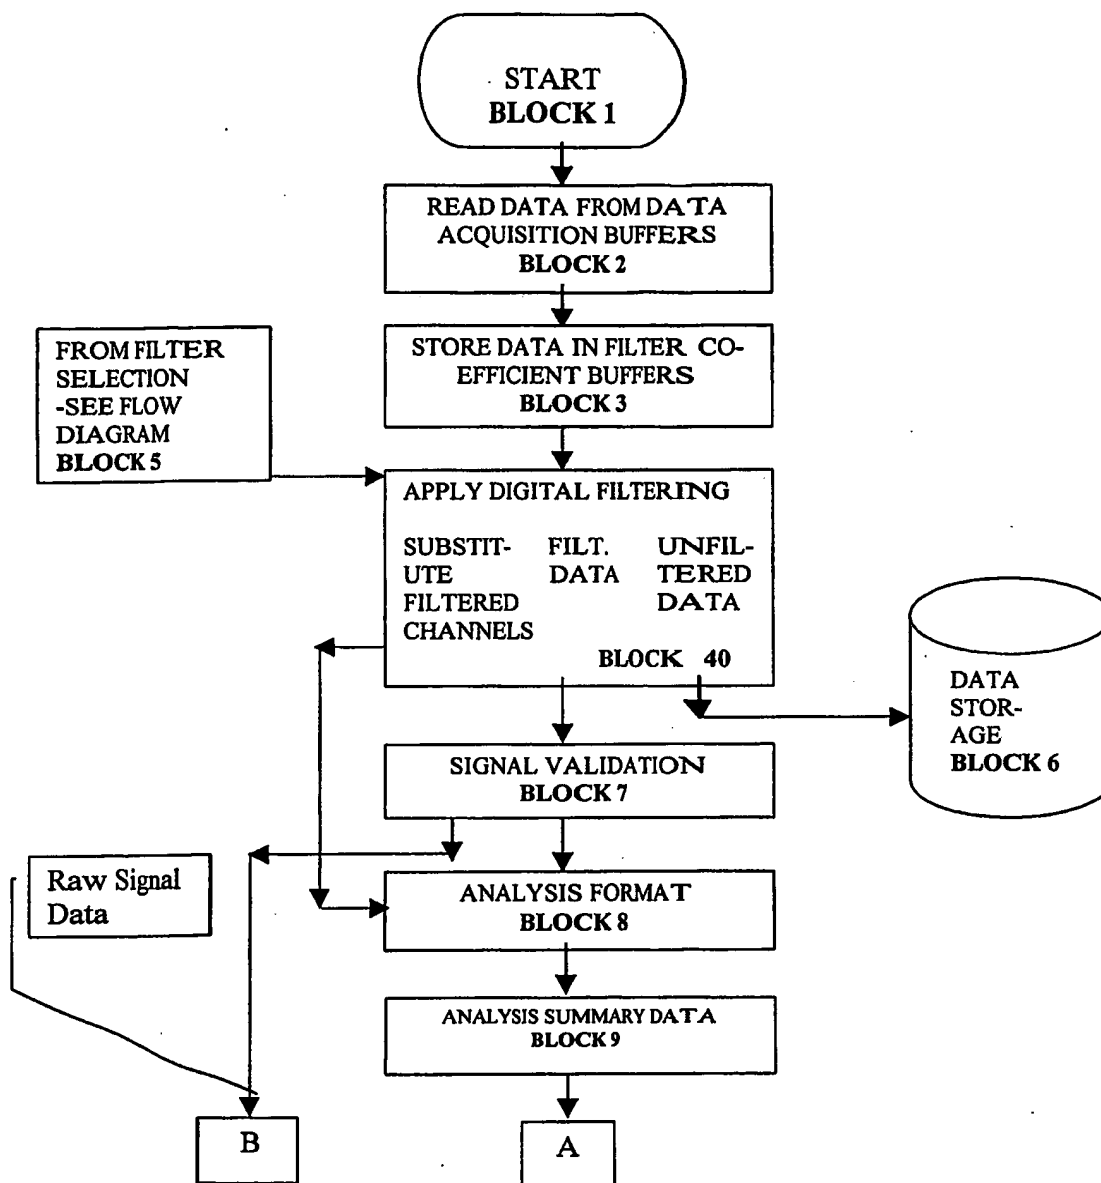 START
BLOCK 1
READ DATA FROM DATA
ACQUISITION BUFFERS
BLOCK 2
STORE DATA IN FILTER CO-
EFFICIENT BUFFERS
BLOCK 3
FROM FILTER
SELECTION
-SEE FLOW
DIAGRAM
BLOCK 5
APPLY DIGITAL FILTERING
SUBSTIT-
UTE
FILTERED
CHANNELS
FILT.
DATA
UNFIL-
TERED
DATA
BLOCK 40
DATA
STOR-
AGE
BLOCK 6
SIGNAL VALIDATION
BLOCK 7
Raw Signal
Data
ANALYSIS FORMAT
BLOCK 8
ANALYSIS SUMMARY DATA
BLOCK 9
B
A